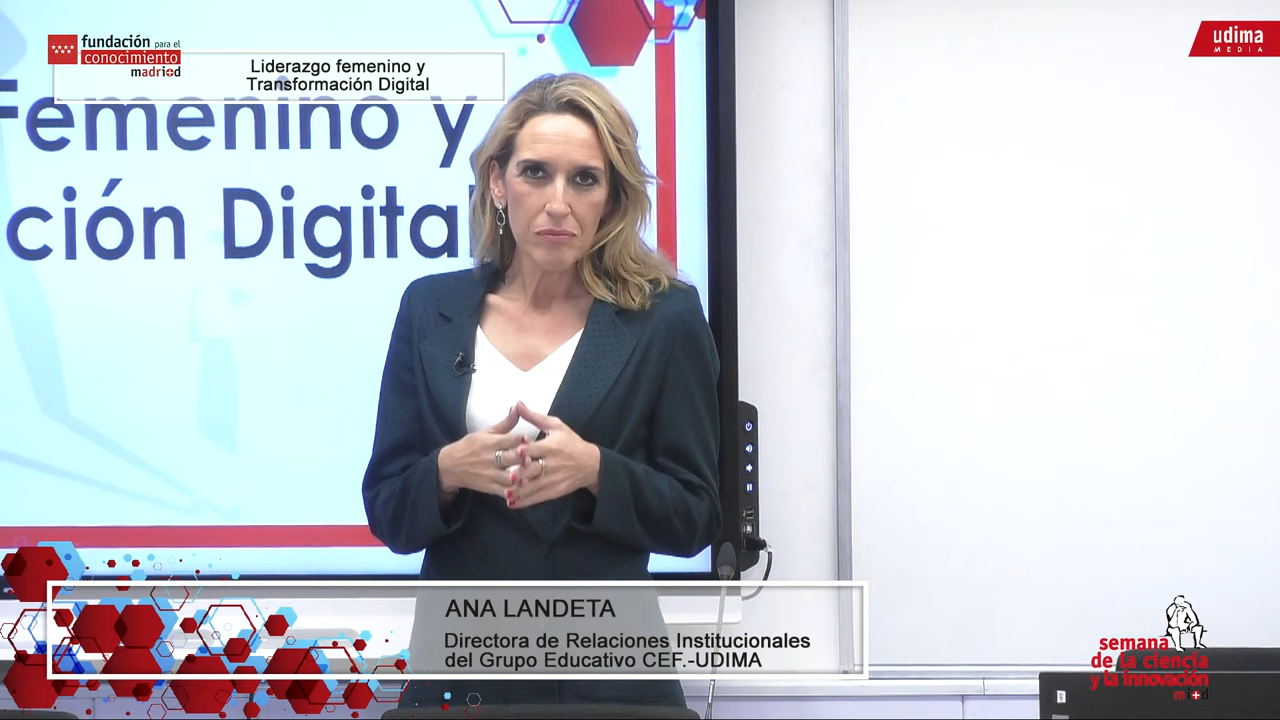 fundación para el
conocimiento
madri+d
Liderazgo femenino y
Transformación Digital
udima
MEDIA
Femenino y
ción Digital
ANA LANDETA
Directora de Relaciones Institucionales
del Grupo Educativo CEF.-UDIMA
semana
de la ciencia
y la innovación
mi+d